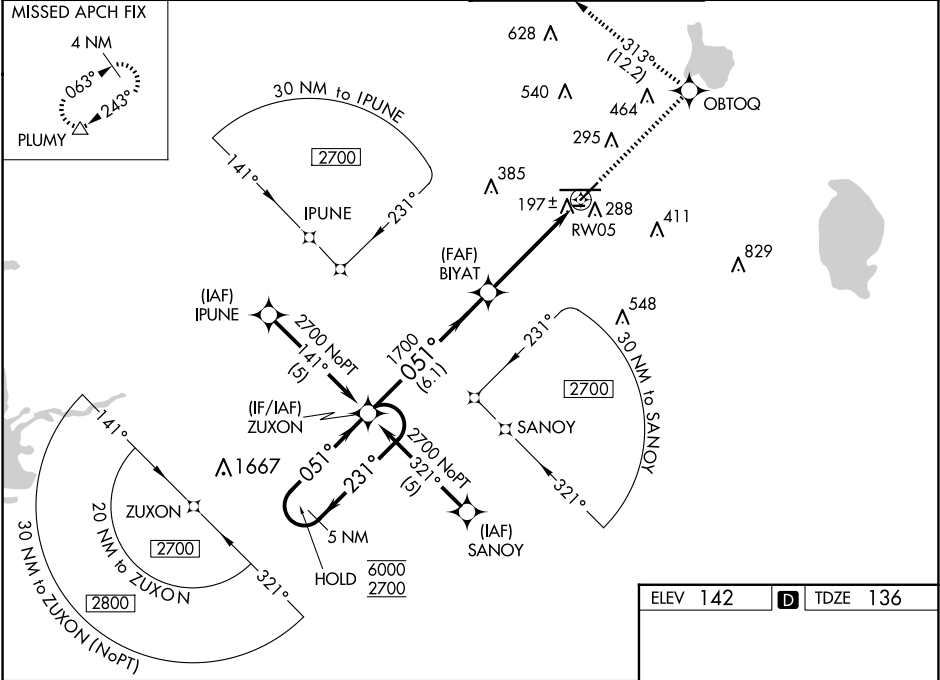 MISSED APCH FIX
4 NM
063°
243°
PLUMY
628
313°
(12.2)
540
464
OBTOQ
30 NM to IPUNE
2700
141°
231°
IPUNE
295
385
197±
288
RW05
411
829
(FAF)
BIYAT
548
(IAF)
IPUNE
2700 NoPT
141°
(5)
1700
051°
(6.1)
231°
30 NM to SANOY
2700
SANOY
321°
(IF/IAF)
ZUXON
2700 NoPT
321°
(5)
141°
1667
051°
231°
ZUXON
2700
20 NM to ZUXON
5 NM
(IAF)
SANOY
HOLD
6000
2700
321°
2800
30 NM to ZUXON (NoPT)
ELEV 142
D
TDZE 136